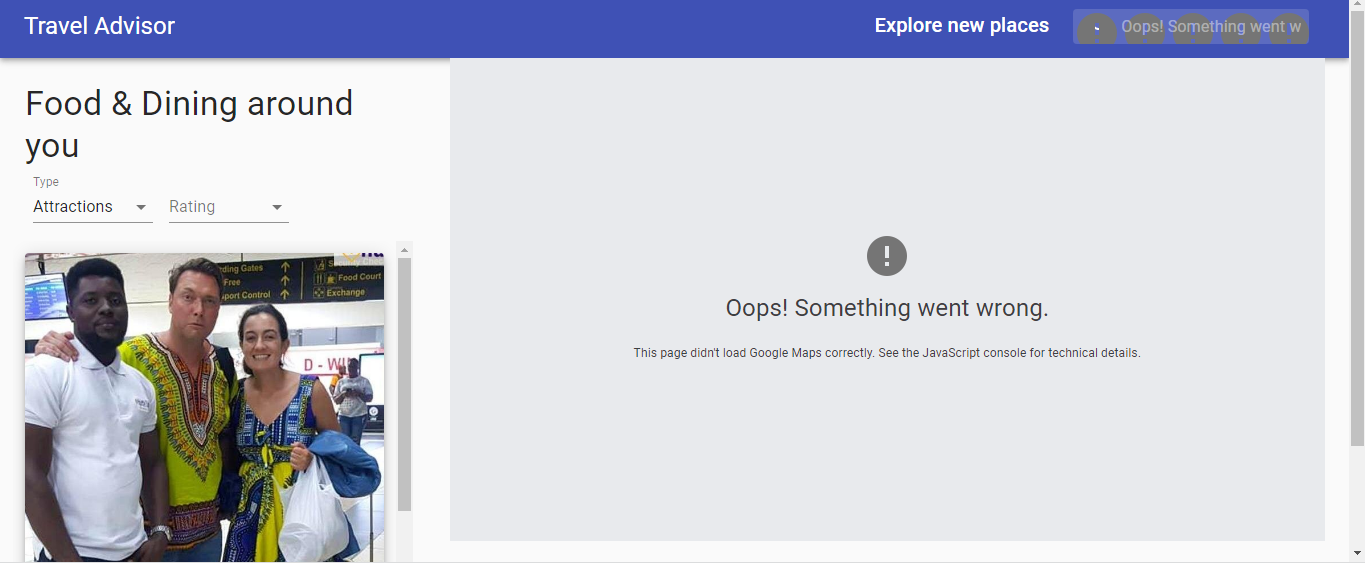 Travel Advisor
Explore new places
Oops! Something went w
Food & Dining around
you
Type
Attractions
Rating
ding Gates
Free
port Control
Food Court
Exchange
D - WIN
Oops! Something went wrong.
This page didn't load Google Maps correctly. See the JavaScript console for technical details.